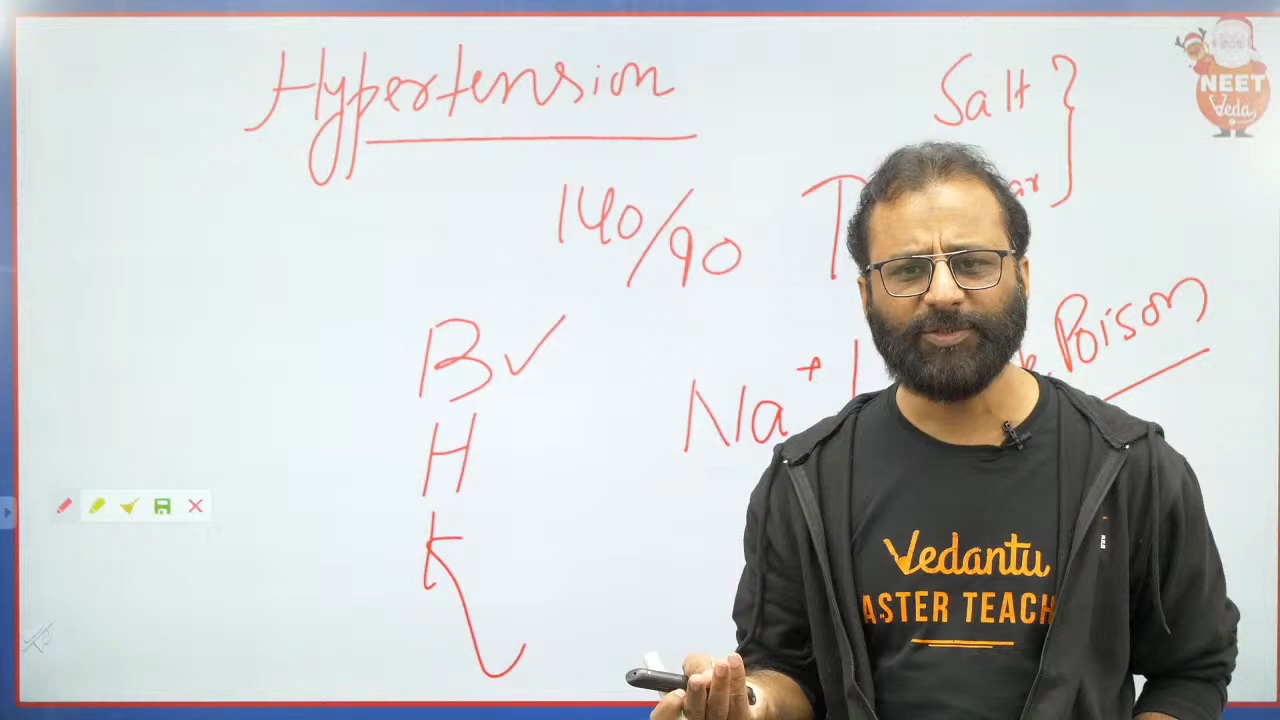 Hypertension
Salt
140/90
B
H
K
Na+
Poison
NEET
Veda
Vedantu
ASTER TEACH